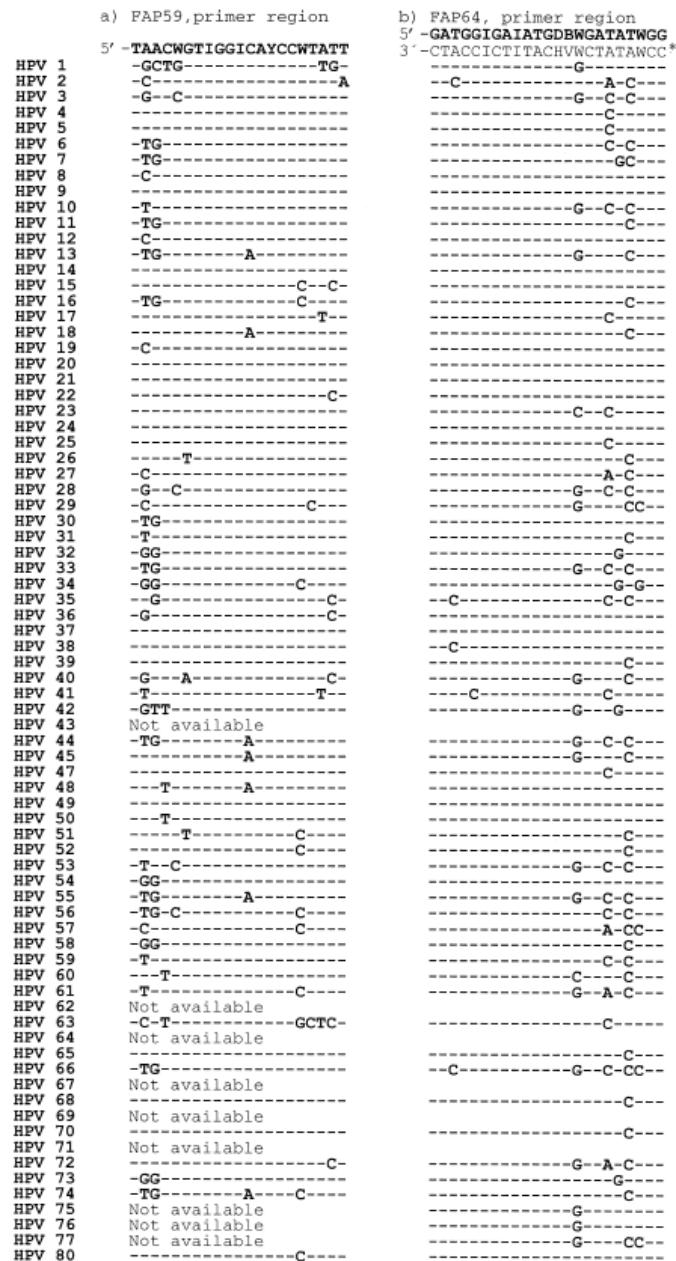 a) FAP59,primer region
b) FAP64, primer region
5' -TAACWGTIGGICAYCCWTATT
5' -GATGGIGAIATGDBWGATATWGG
3´-CTACCICTITACHVWCTATAWCC*
HPV 1 -GCTG-------------TG- --------------G--------
HPV 2 -C------------------A --C--------------A-C---
HPV 3 -G--C---------------- --------------G--C-C---
HPV 4 --------------------- -----------------C-----
HPV 5 --------------------- -----------------C-----
HPV 6 -TG------------------ -----------------C-C---
HPV 7 -TG------------------ ------------------GC---
HPV 8 -C------------------- -----------------------
HPV 9 --------------------- -----------------------
HPV 10 -T------------------- --------------G--C-C---
HPV 11 -TG------------------ -------------------C---
HPV 12 -C------------------- -----------------------
HPV 13 -TG--------A--------- --------------G----C---
HPV 14 --------------------- -----------------------
HPV 15 ----------------C--C- -----------------------
HPV 16 -TG-------------C---- -------------------C---
HPV 17 ------------------T-- -----------------C-----
HPV 18 -----------A--------- -------------------C---
HPV 19 -C------------------- -----------------------
HPV 20 --------------------- -----------------------
HPV 21 --------------------- -----------------------
HPV 22 -------------------C- -----------------------
HPV 23 --------------------- --------------C--C-----
HPV 24 --------------------- -----------------------
HPV 25 --------------------- -----------------C-----
HPV 26 -----T--------------- -------------------C---
HPV 27 -C------------------- -----------------A-C---
HPV 28 -G--C---------------- --------------G--C-C---
HPV 29 -C---------------C--- --------------G----CC--
HPV 30 -TG------------------ -----------------------
HPV 31 -T------------------- -------------------C---
HPV 32 -GG------------------ ------------------G----
HPV 33 -TG------------------ --------------G--C-C---
HPV 34 -GG-------------C---- ------------------G-G--
HPV 35 --G----------------C- --C--------------C-C---
HPV 36 -G-----------------C- -----------------------
HPV 37 --------------------- -----------------------
HPV 38 --------------------- --C--------------------
HPV 39 --------------------- -------------------C---
HPV 40 -G---A-------------C- --------------G----C---
HPV 41 -T----------------T-- ----C------------C-----
HPV 42 -GTT----------------- --------------G---G----
HPV 43 Not available
HPV 44 -TG--------A--------- --------------G--C-C---
HPV 45 -----------A--------- --------------G----C---
HPV 47 --------------------- -----------------C-----
HPV 48 ---T-------A--------- -----------------------
HPV 49 --------------------- -----------------------
HPV 50 ---T----------------- -----------------------
HPV 51 -----T----------C---- -------------------C---
HPV 52 ----------------C---- -------------------C---
HPV 53 -T--C---------------- --------------G--C-C---
HPV 54 -GG------------------ -----------------------
HPV 55 -TG--------A--------- --------------G--C-C---
HPV 56 -TG-C-----------C---- -----------------C-C---
HPV 57 -C--------------C---- -----------------A-CC--
HPV 58 -GG------------------ -------------------C---
HPV 59 -T------------------- -----------------C-C---
HPV 60 ---T----------------- --------------C----C---
HPV 61 -T--------------C---- --------------G--A-C---
HPV 62 Not available
HPV 63 -C-T------------GCTC- -----------------C-----
HPV 64 Not available
HPV 65 --------------------- -------------------C---
HPV 66 -TG------------------ --C-----------G--C-CC--
HPV 67 Not available
HPV 68 --------------------- -------------------C---
HPV 69 Not available
HPV 70 --------------------- -------------------C---
HPV 71 Not available
HPV 72 -------------------C- --------------G--A-C---
HPV 73 -GG------------------ ------------------G----
HPV 74 -TG--------A----C---- -------------------C---
HPV 75 Not available --------------G--------
HPV 76 Not available --------------G--------
HPV 77 Not available --------------G----CC--
HPV 80 ----------------C---- -----------------------